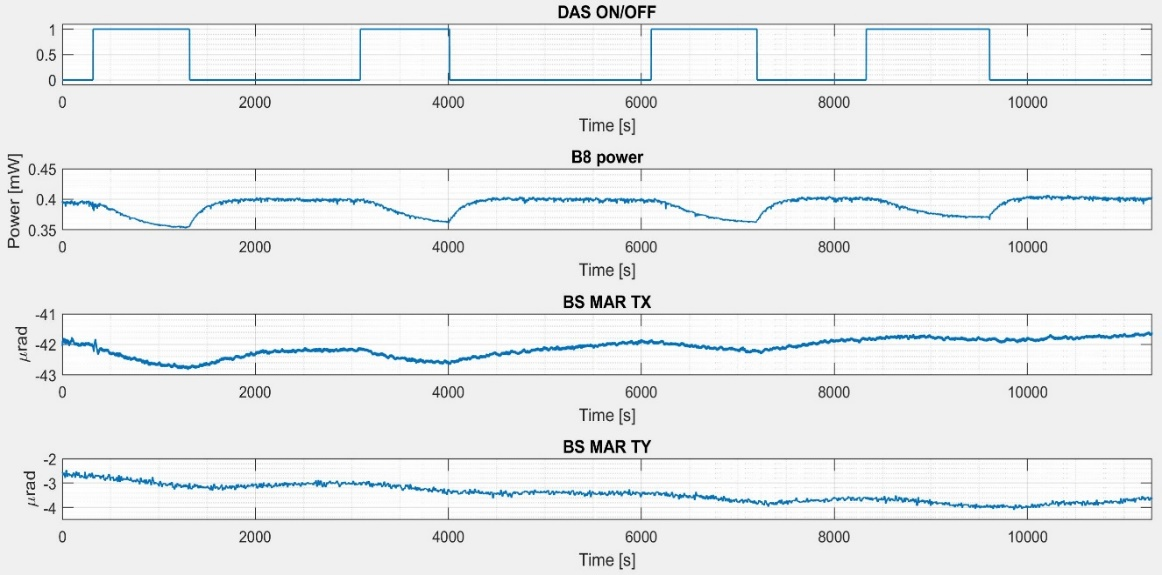 DAS ON/OFF
1
0.5
0
0 2000 4000 6000 8000 10000
Time [s]
B8 power
Power [mW]
0.45
0.4
0.35
0 2000 4000 6000 8000 10000
Time [s]
BS MAR TX
μrad
-41
-42
-43
0 2000 4000 6000 8000 10000
Time [s]
BS MAR TY
μrad
-2
-3
-4
0 2000 4000 6000 8000 10000
Time [s]